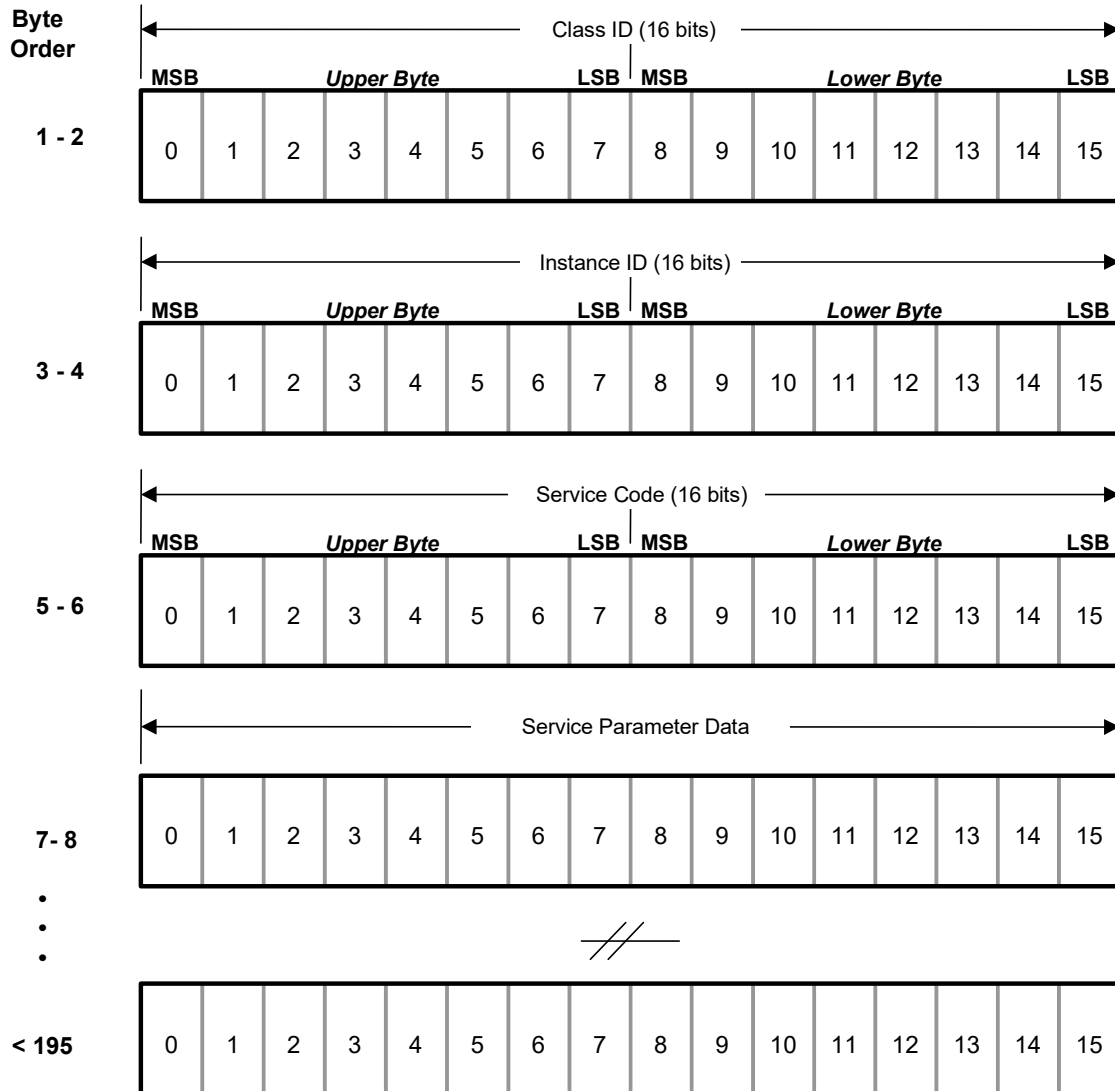 Byte
Order
Class ID (16 bits)
MSB Upper Byte LSB MSB Lower Byte LSB
1 - 2 0 1 2 3 4 5 6 7 8 9 10 11 12 13 14 15
Instance ID (16 bits)
MSB Upper Byte LSB MSB Lower Byte LSB
3 - 4 0 1 2 3 4 5 6 7 8 9 10 11 12 13 14 15
Service Code (16 bits)
MSB Upper Byte LSB MSB Lower Byte LSB
5 - 6 0 1 2 3 4 5 6 7 8 9 10 11 12 13 14 15
Service Parameter Data
7- 8 0 1 2 3 4 5 6 7 8 9 10 11 12 13 14 15
•
•
•
< 195 0 1 2 3 4 5 6 7 8 9 10 11 12 13 14 15